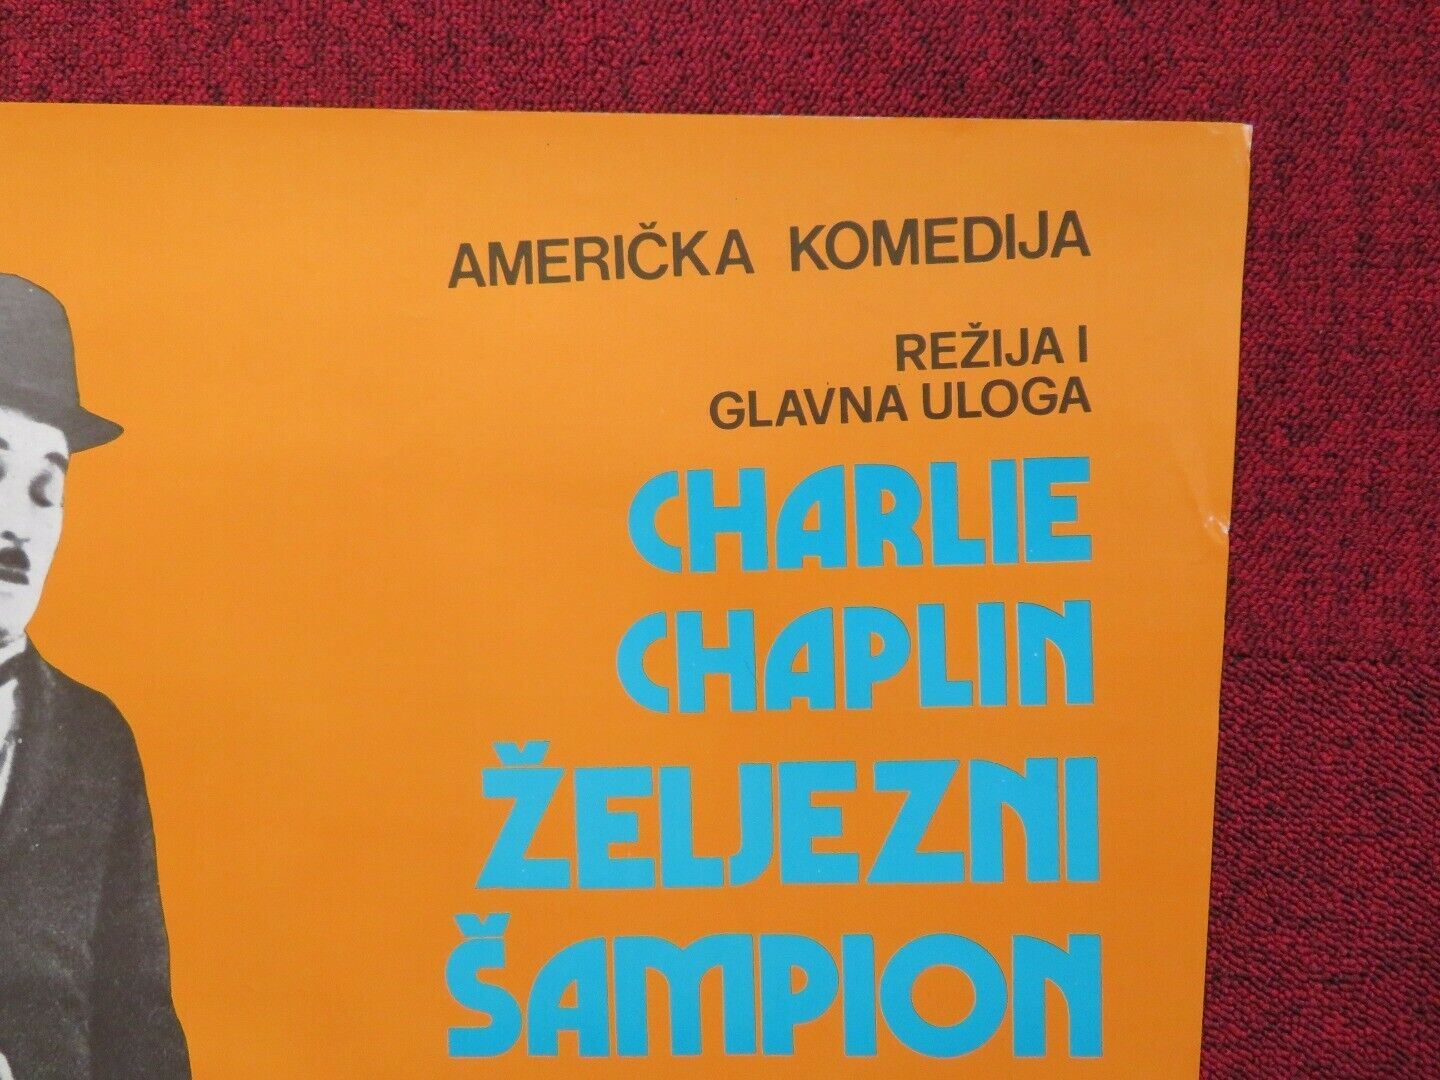 AMERIČKA KOMEDIJA
REŽIJA I
GLAVNA ULOGA
CHARLIE
CHAPLIN
ŽELJEZNI
ŠAMPION